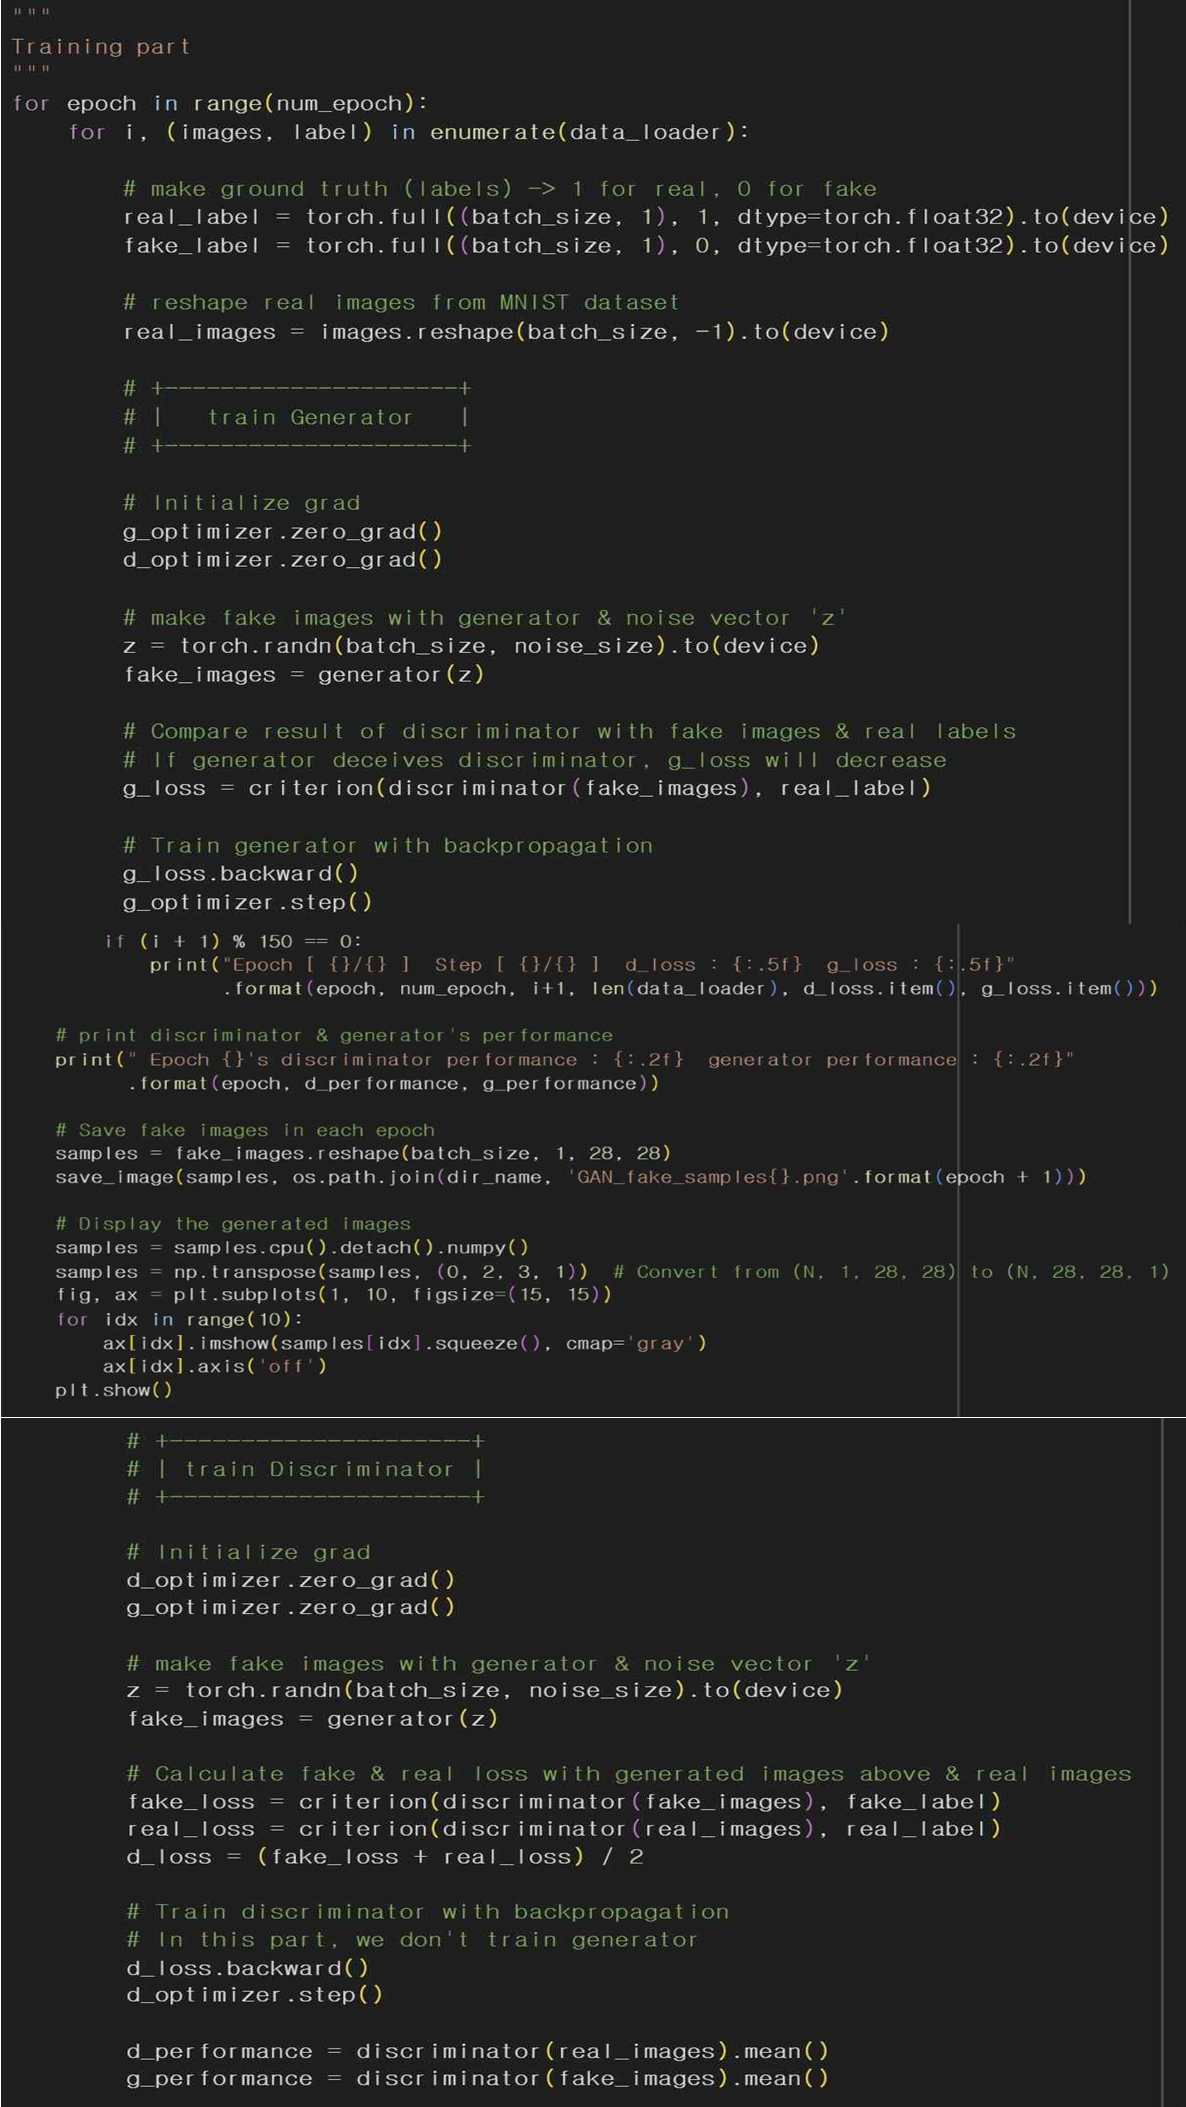 """
Training part
"""
for epoch in range(num_epoch):
    for i, (images, label) in enumerate(data_loader):

        # make ground truth (labels) -> 1 for real, 0 for fake
        real_label = torch.full((batch_size, 1), 1, dtype=torch.float32).to(device)
        fake_label = torch.full((batch_size, 1), 0, dtype=torch.float32).to(device)

        # reshape real images from MNIST dataset
        real_images = images.reshape(batch_size, -1).to(device)

        # +---------------------+
        # |   train Generator   |
        # +---------------------+

        # Initialize grad
        g_optimizer.zero_grad()
        d_optimizer.zero_grad()

        # make fake images with generator & noise vector 'z'
        z = torch.randn(batch_size, noise_size).to(device)
        fake_images = generator(z)

        # Compare result of discriminator with fake images & real labels
        # If generator deceives discriminator, g_loss will decrease
        g_loss = criterion(discriminator(fake_images), real_label)

        # Train generator with backpropagation
        g_loss.backward()
        g_optimizer.step()
        if (i + 1) % 150 == 0:
            print("Epoch [ {}/{} ]  Step [ {}/{} ]  d_loss : {:.5f}  g_loss : {:.5f}"
                  .format(epoch, num_epoch, i+1, len(data_loader), d_loss.item(), g_loss.item()))

    # print discriminator & generator's performance
    print(" Epoch {}'s discriminator performance : {:.2f}  generator performance : {:.2f}"
          .format(epoch, d_performance, g_performance))

    # Save fake images in each epoch
    samples = fake_images.reshape(batch_size, 1, 28, 28)
    save_image(samples, os.path.join(dir_name, 'GAN_fake_samples{}.png'.format(epoch + 1)))

    # Display the generated images
    samples = samples.cpu().detach().numpy()
    samples = np.transpose(samples, (0, 2, 3, 1))  # Convert from (N, 1, 28, 28) to (N, 28, 28, 1)
    fig, ax = plt.subplots(1, 10, figsize=(15, 15))
    for idx in range(10):
        ax[idx].imshow(samples[idx].squeeze(), cmap='gray')
        ax[idx].axis('off')
    plt.show()

        # +---------------------+
        # | train Discriminator |
        # +---------------------+

        # Initialize grad
        d_optimizer.zero_grad()
        g_optimizer.zero_grad()

        # make fake images with generator & noise vector 'z'
        z = torch.randn(batch_size, noise_size).to(device)
        fake_images = generator(z)

        # Calculate fake & real loss with generated images above & real images
        fake_loss = criterion(discriminator(fake_images), fake_label)
        real_loss = criterion(discriminator(real_images), real_label)
        d_loss = (fake_loss + real_loss) / 2

        # Train discriminator with backpropagation
        # In this part, we don't train generator
        d_loss.backward()
        d_optimizer.step()

        d_performance = discriminator(real_images).mean()
        g_performance = discriminator(fake_images).mean()